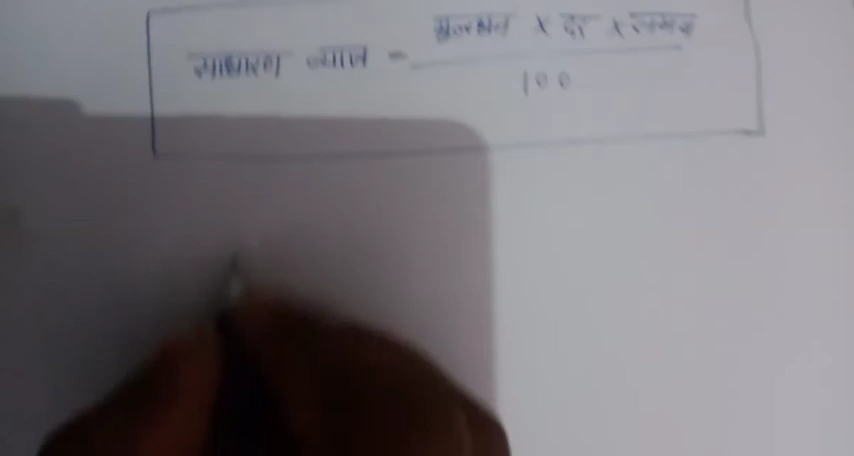 साधारण ब्याज = मूलधन × दर × समय
100